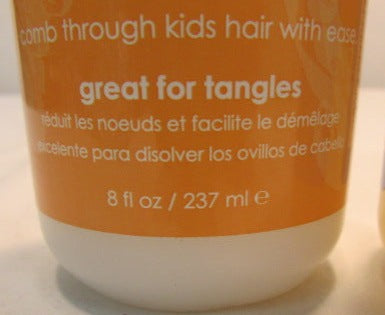 comb through kids hair with ease.
great for tangles
réduit les noeuds et facilite le démêlage
excelente para disolver los ovillos de cabello
8 fl oz / 237 ml ℮